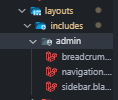 layouts
includes
admin
breadcrum...
navigation....
sidebar.bla...